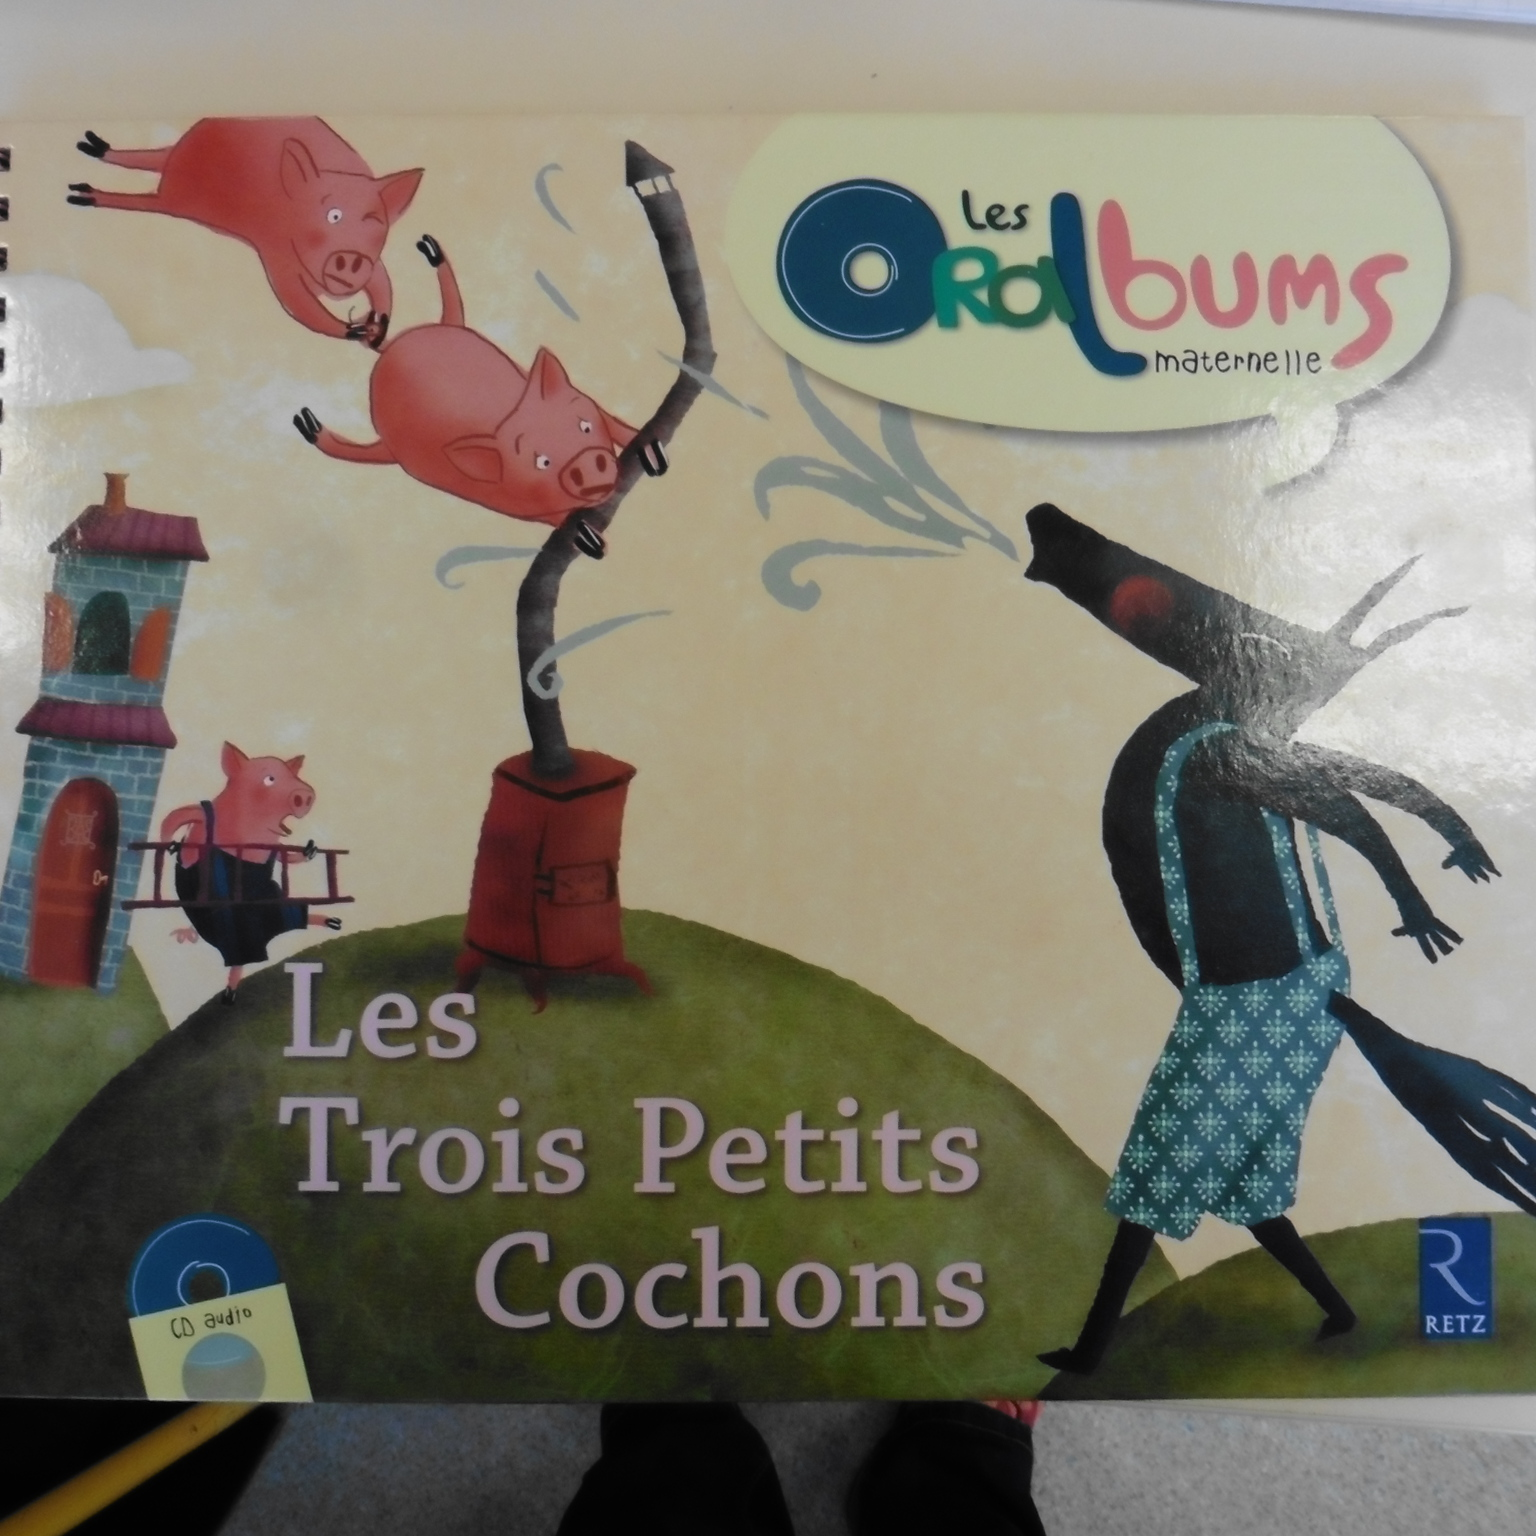 Les
Oralbums
maternelle
Les
Trois Petits
Cochons
CD audio
RETZ